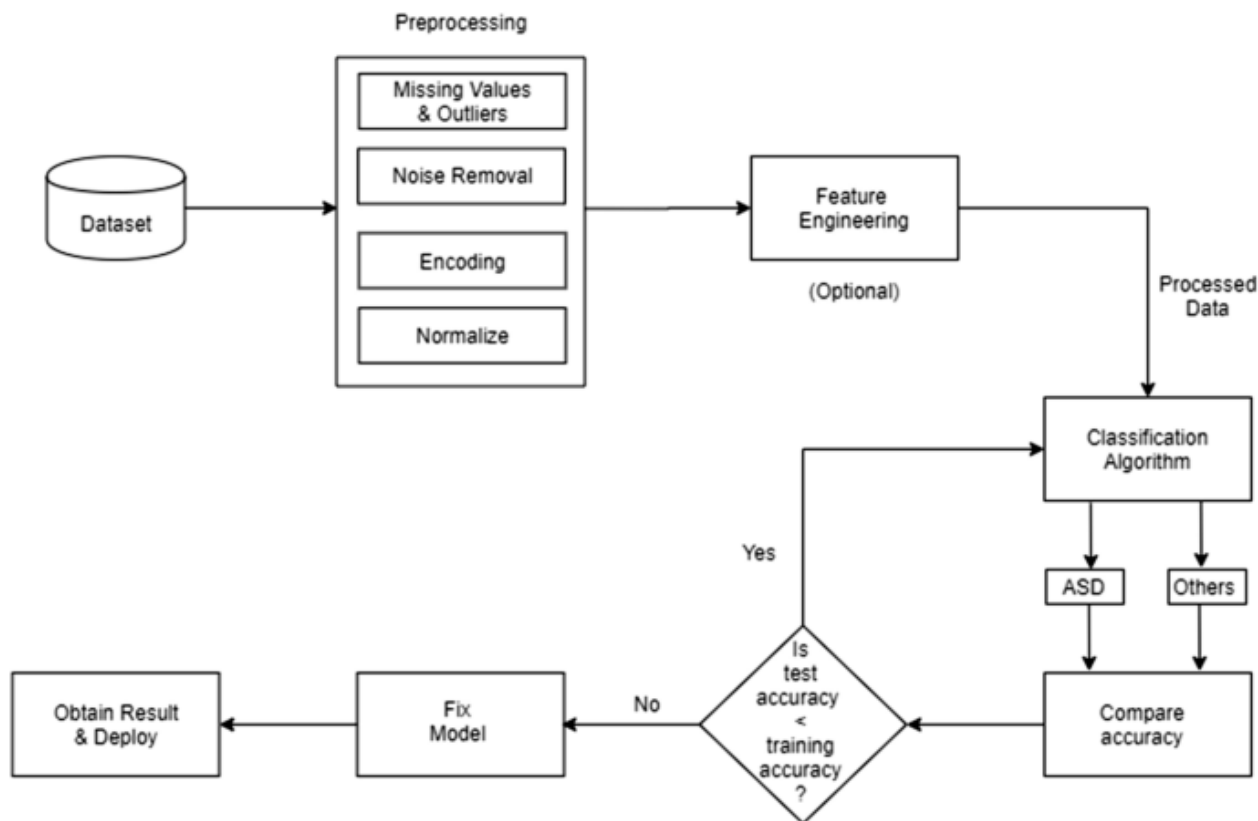 Preprocessing
Missing Values
& Outliers
Noise Removal
Encoding
Normalize
Dataset
Feature
Engineering
(Optional)
Processed
Data
Classification
Algorithm
ASD
Others
Compare
accuracy
Is
test
accuracy
<
training
accuracy
?
Yes
No
Fix
Model
Obtain Result
& Deploy